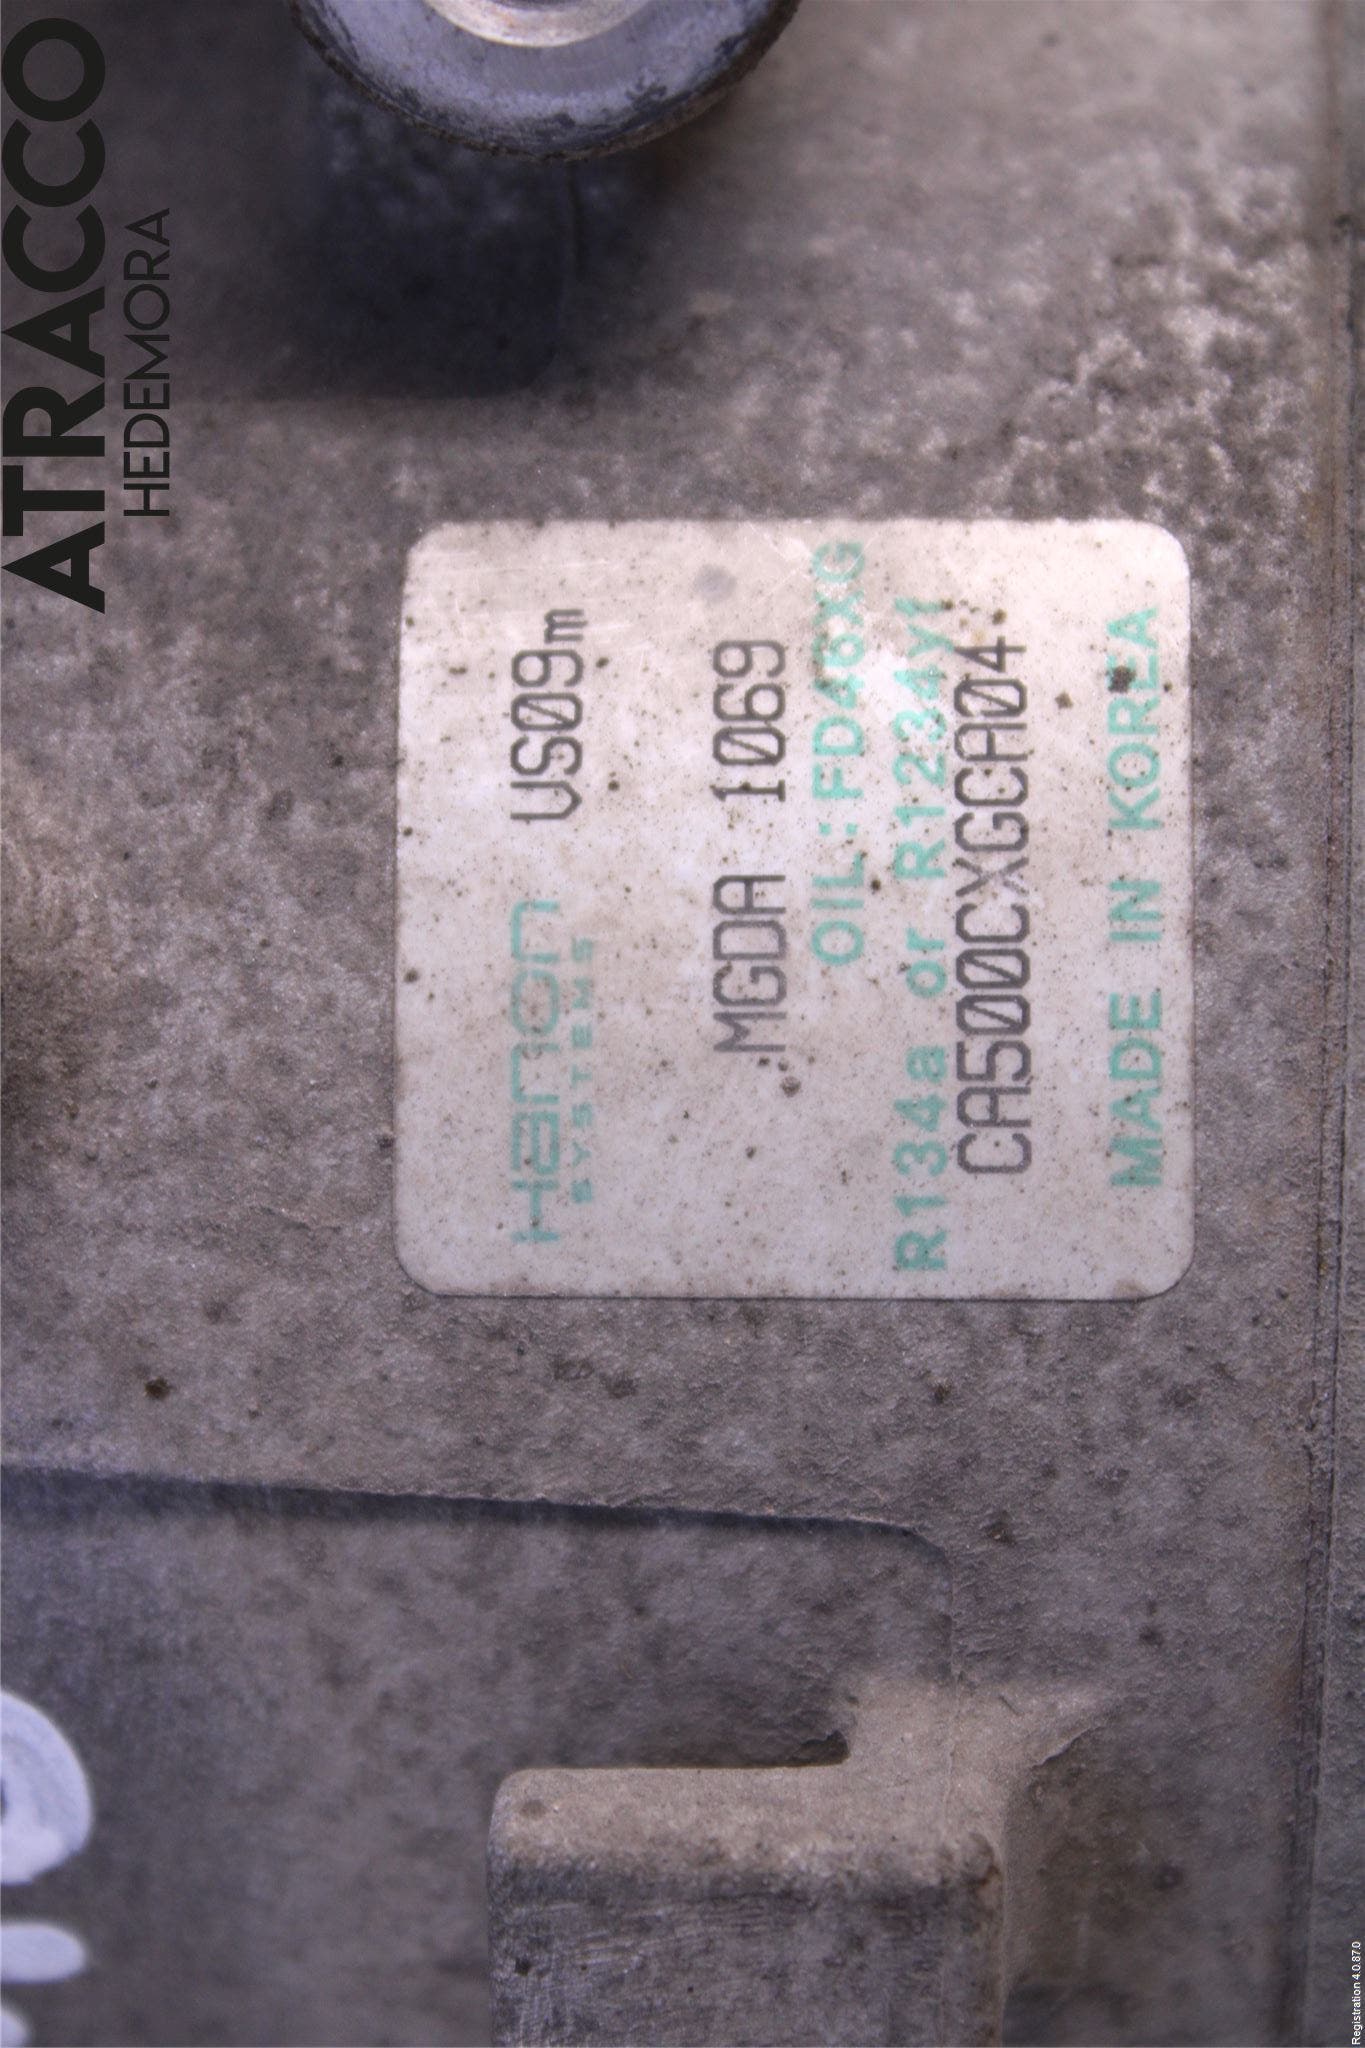 ATRACCO
HEDEMORA
Hanon VS09m
SYSTEMS
MGDA 1069
OIL: FD46XG
R134a or R1234yf
CA500CXGCA04
MADE IN KOREA
Registration 4.0.87.0